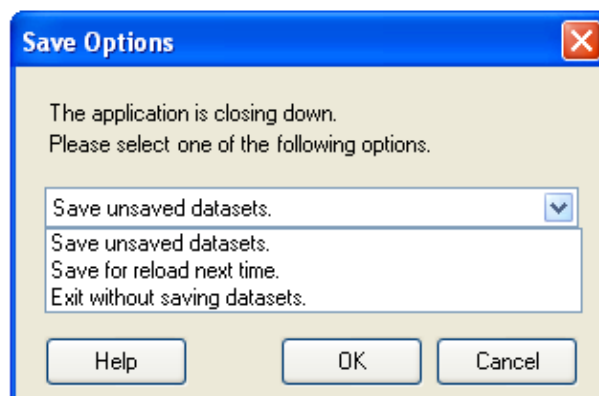 Save Options
The application is closing down.
Please select one of the following options.
Save unsaved datasets.
Save unsaved datasets.
Save for reload next time.
Exit without saving datasets.
Help OK Cancel